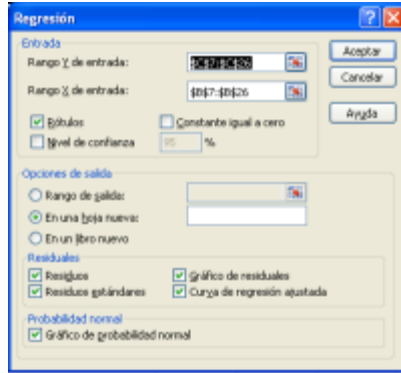 Regresión
Entrada
Rango Y de entrada: $C$7:$C$26
Rango X de entrada: $B$7:$B$26
Rótulos Constante igual a cero
Nivel de confianza 95 %
Aceptar
Cancelar
Ayuda
Opciones de salida
Rango de salida:
En una hoja nueva:
En un libro nuevo
Residuales
Residuos Gráfico de residuales
Residuos estándares Curva de regresión ajustada
Probabilidad normal
Gráfico de probabilidad normal